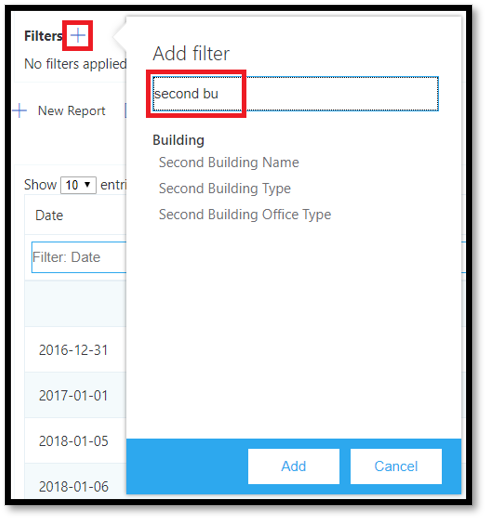 Filters +
No filters applied
+ New Report
Show 10 entri
Date
Filter: Date
2016-12-31
2017-01-01
2018-01-05
2018-01-06
Add filter
second bu
Building
Second Building Name
Second Building Type
Second Building Office Type
Add Cancel